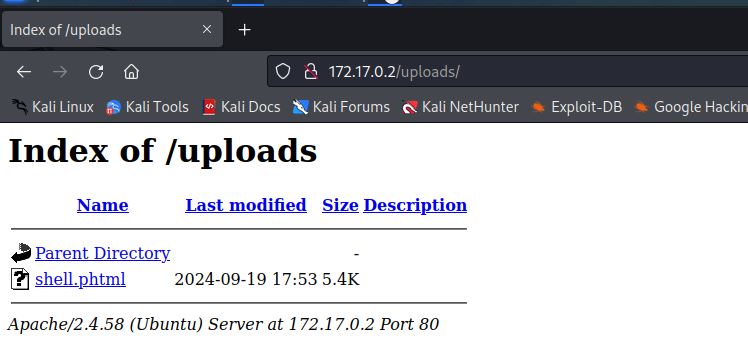 Index of /uploads
172.17.0.2/uploads/
Kali Linux Kali Tools Kali Docs Kali Forums Kali NetHunter Exploit-DB Google Hackin
Index of /uploads
Name Last modified Size Description
Parent Directory -
shell.phtml 2024-09-19 17:53 5.4K
Apache/2.4.58 (Ubuntu) Server at 172.17.0.2 Port 80